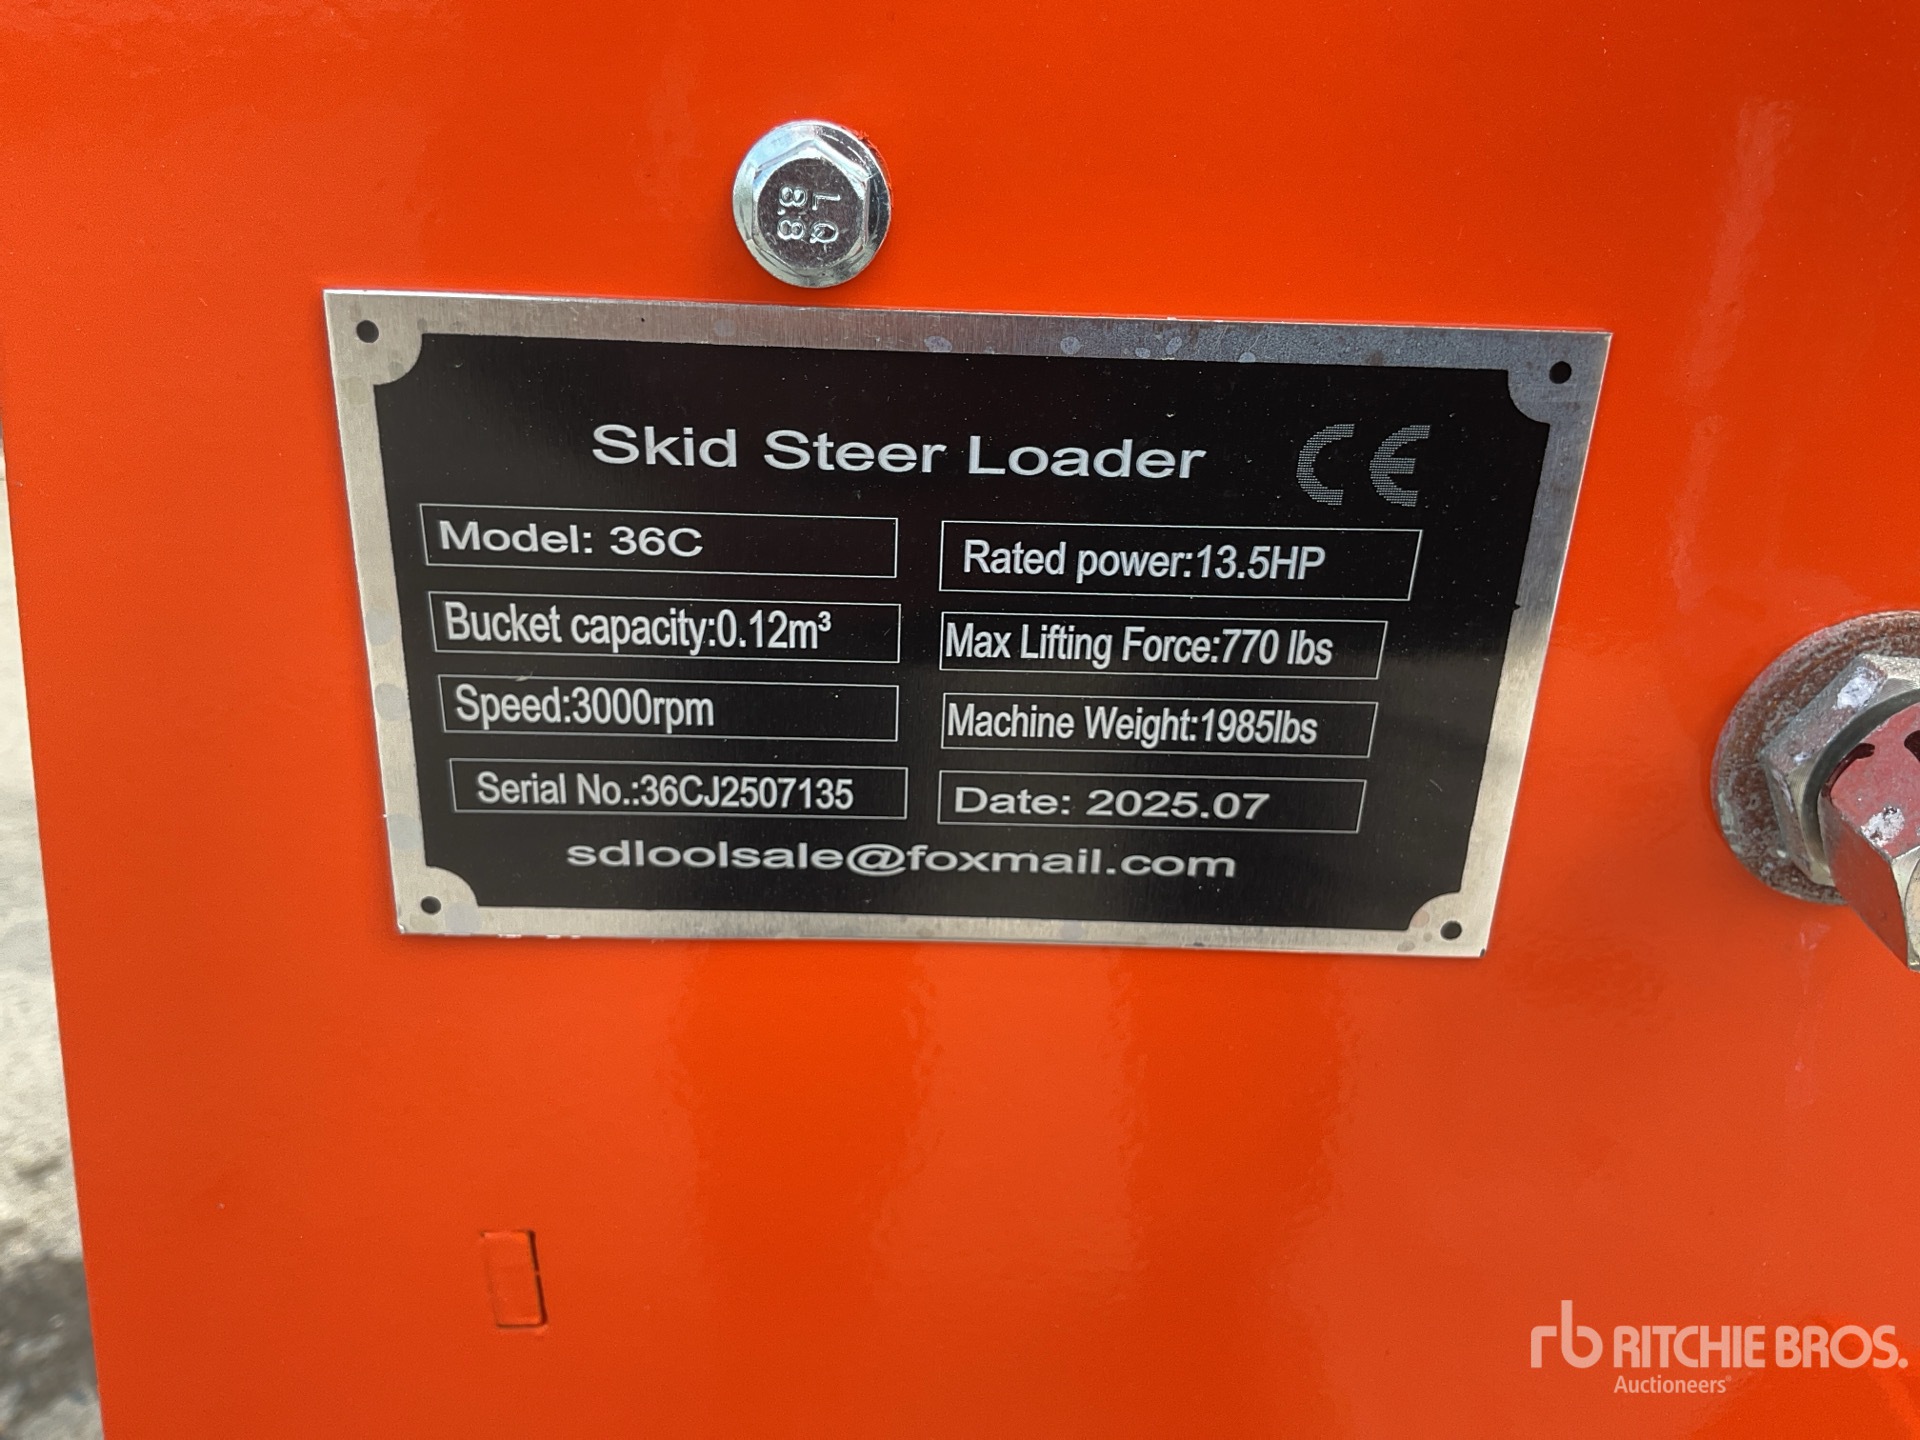 L Q
8.8
Skid Steer Loader CE
Model: 36C
Rated power:13.5HP
Bucket capacity:0.12m³
Max Lifting Force:770 lbs
Speed:3000rpm
Machine Weight:1985lbs
Serial No.:36CJ2507135
Date: 2025.07
sdloolsale@foxmail.com
rb RITCHIE BROS.
Auctioneers